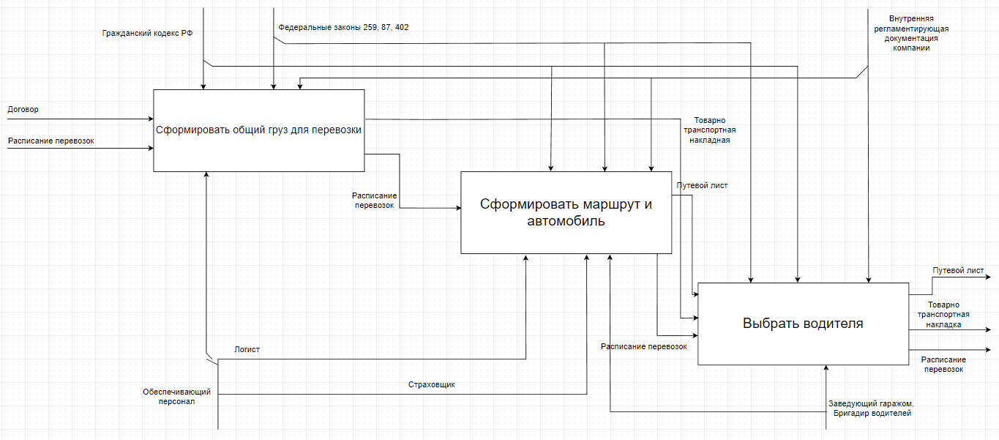 Гражданский кодекс РФ
Федеральные законы 259, 87, 402
Внутренняя
регламентирующая
документация
компании
Договор
Расписание перевозок
Сформировать общий груз для перевозки
Товарно
транспортная
накладная
Расписание
перевозок
Сформировать маршрут и
автомобиль
Путевой лист
Выбрать водителя
Путевой лист
Товарно
транспортная
накладка
Расписание
перевозок
Расписание перевозок
Логист
Страховщик
Обеспечивающий
персонал
Заведующий гаражом,
Бригадир водителей